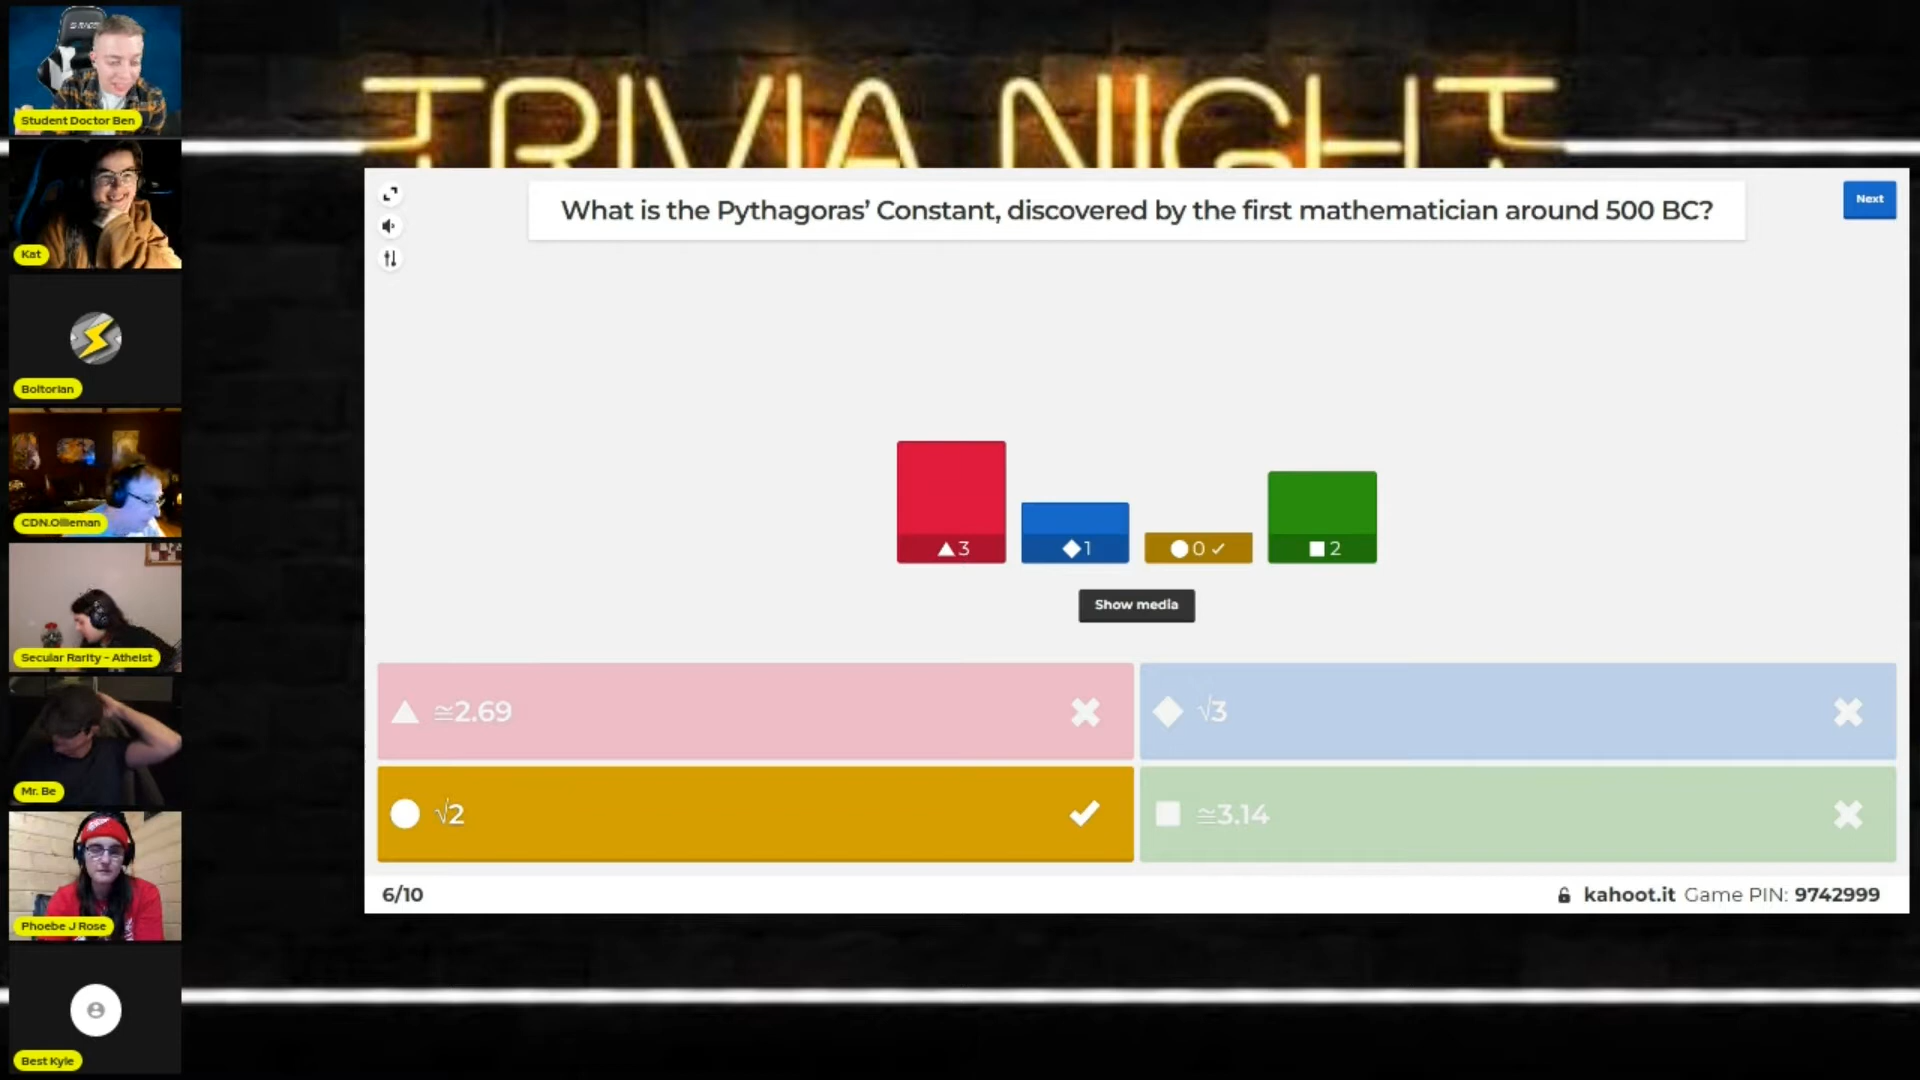 TRIVIA NIGHT
What is the Pythagoras' Constant, discovered by the first mathematician around 500 BC?
Next
Student Doctor Ben
Kat
Boltorian
CDN.Ollieman
Secular Rarity - Atheist
Mr. Be
Phoebe J Rose
Best Kyle
3
1
0
2
Show media
≅2.69
√3
√2
≅3.14
6/10
kahoot.it Game PIN: 9742999